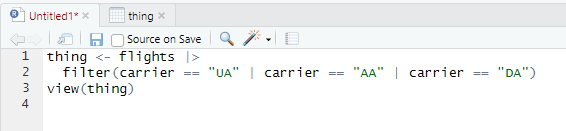 Untitled1* ×
thing ×
Source on Save
1 thing <- flights |>
2   filter(carrier == "UA" | carrier == "AA" | carrier == "DA")
3 view(thing)
4